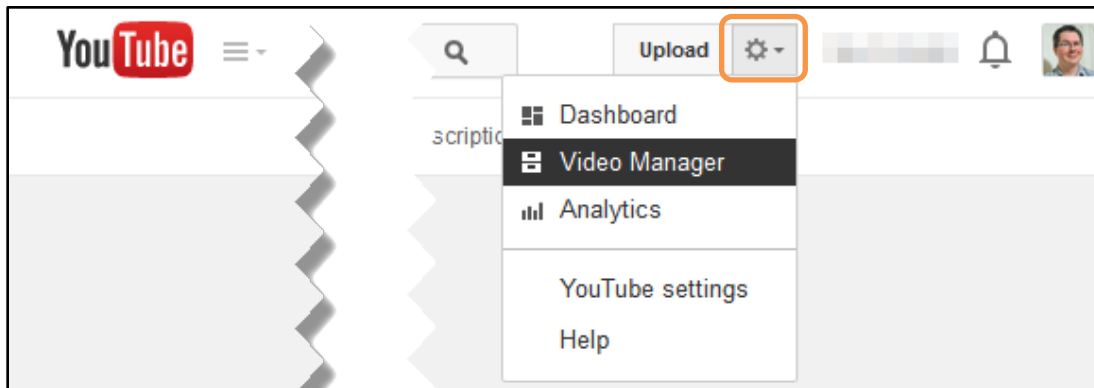 YouTube
Upload
Dashboard
scriptio
Video Manager
Analytics
YouTube settings
Help